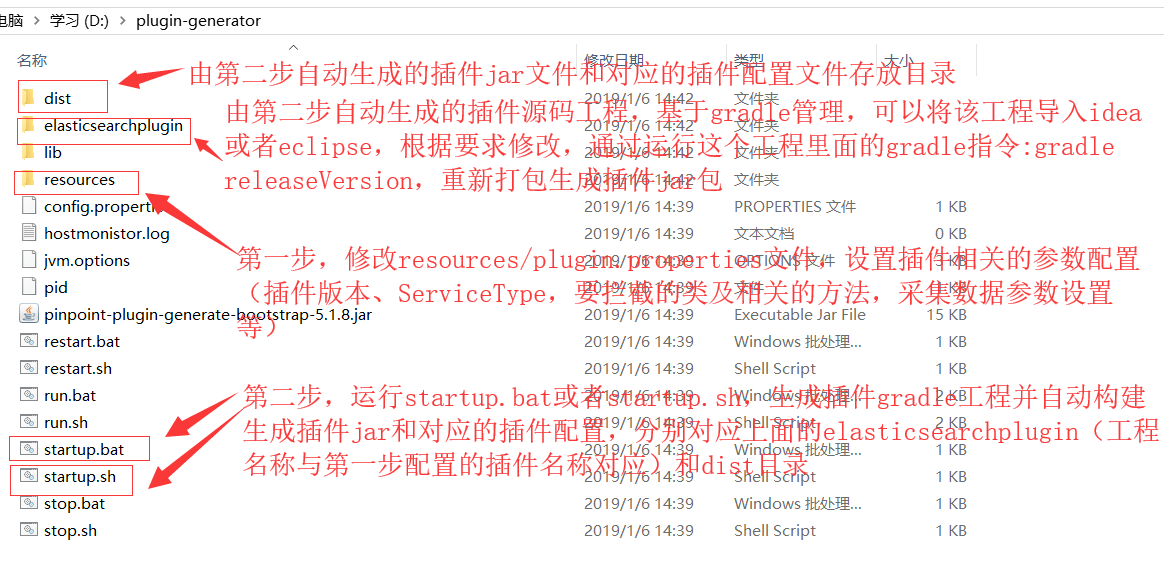 电脑 > 学习 (D:) > plugin-generator
名称 修改日期 类型 大小
由第二步自动生成的插件jar文件和对应的插件配置文件存放目录
dist 2019/1/6 14:42 文件夹
由第二步自动生成的插件源码工程，基于gradle管理，可以将该工程导入idea
elasticsearchplugin 2019/1/6 14:42 文件夹
或者eclipse，根据要求修改，通过运行这个工程里面的gradle指令:gradle
lib 2019/1/6 14:42 文件夹
releaseVersion，重新打包生成插件jar包
resources 2019/1/6 14:42 文件夹
config.properti 2019/1/6 14:39 PROPERTIES 文件 1 KB
hostmonistor.log 2019/1/6 14:39 文本文档 0 KB
第一步，修改resources/plugin.properties文件，设置插件相关的参数配置
jvm.options 2019/1/6 14:39 OPTIONS 文件 1 KB
（插件版本、ServiceType，要拦截的类及相关的方法，采集数据参数设置
pid 2019/1/6 14:39 文件 1 KB
等）
pinpoint-plugin-generate-bootstrap-5.1.8.jar 2019/1/6 14:39 Executable Jar File 15 KB
restart.bat 2019/1/6 14:39 Windows 批处理... 1 KB
restart.sh 2019/1/6 14:39 Shell Script 1 KB
第二步，运行startup.bat或者startup.sh，生成插件gradle工程并自动构建
run.bat 2019/1/6 14:39 Windows 批处理... 2 KB
run.sh 2019/1/6 14:39 Shell Script 2 KB
生成插件jar和对应的插件配置，分别对应上面的elasticsearchplugin（工程
startup.bat 2019/1/6 14:39 Windows 批处理... 1 KB
名称与第一步配置的插件名称对应）和dist目录
startup.sh 2019/1/6 14:39 Shell Script 1 KB
stop.bat 2019/1/6 14:39 Windows 批处理... 1 KB
stop.sh 2019/1/6 14:39 Shell Script 1 KB